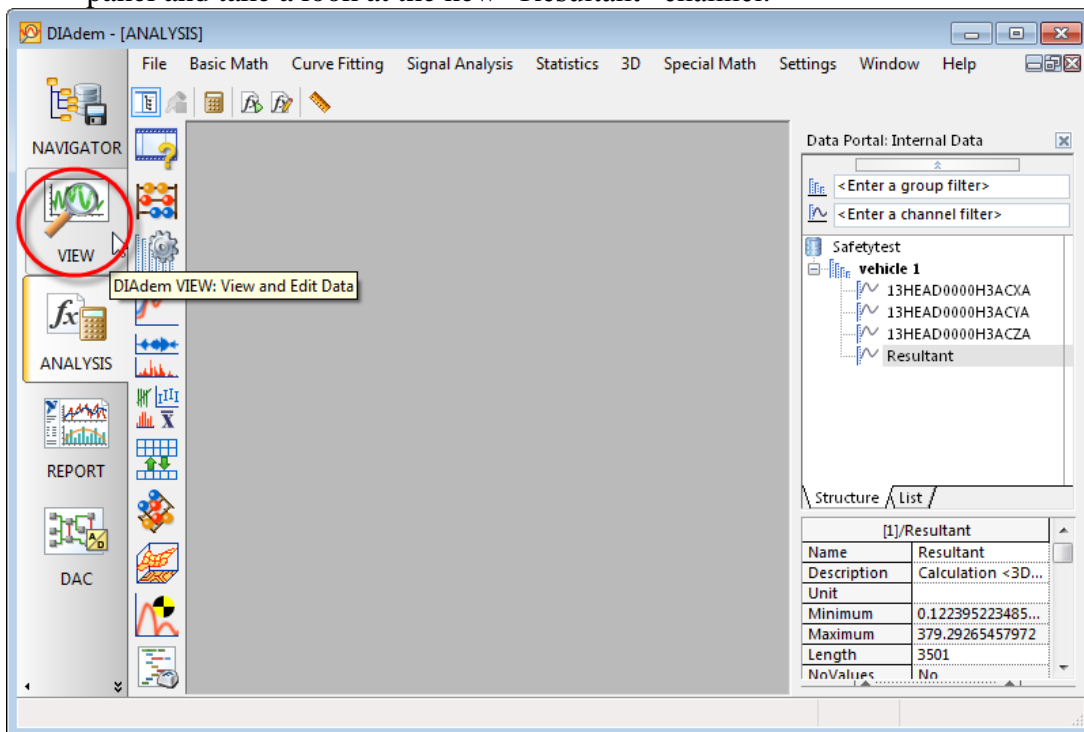 panel and take a look at the new "Resultant" channel.
DIAdem - [ANALYSIS]
File Basic Math Curve Fitting Signal Analysis Statistics 3D Special Math Settings Window Help
NAVIGATOR
VIEW
DIAdem VIEW: View and Edit Data
ANALYSIS
REPORT
DAC
Data Portal: Internal Data
<Enter a group filter>
<Enter a channel filter>
Safetytest
vehicle 1
13HEAD0000H3ACXA
13HEAD0000H3ACYA
13HEAD0000H3ACZA
Resultant
Structure List
[1]/Resultant
Name Resultant
Description Calculation <3D...
Unit
Minimum 0.122395223485...
Maximum 379.29265457972
Length 3501
NoValues No